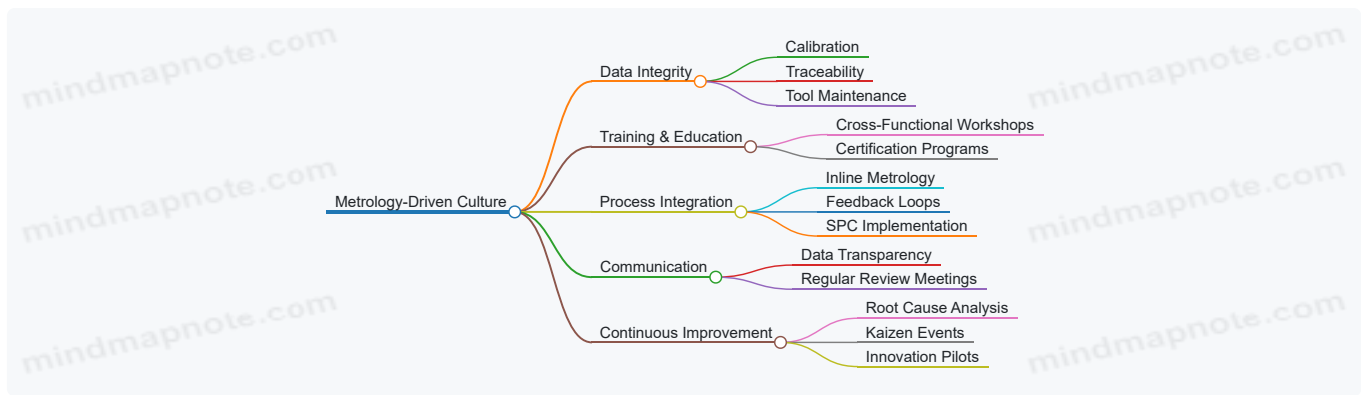 mindmapnote.com
mindmapnote.com
Calibration
Data Integrity
Traceability
Tool Maintenance
Cross-Functional Workshops
Training & Education
Certification Programs
mindmapnote.com
mindmapnote.com
Inline Metrology
Metrology-Driven Culture
Process Integration
Feedback Loops
SPC Implementation
Data Transparency
Communication
Regular Review Meetings
mindmapnote.com
mindmapnote.com
Root Cause Analysis
Continuous Improvement
Kaizen Events
Innovation Pilots